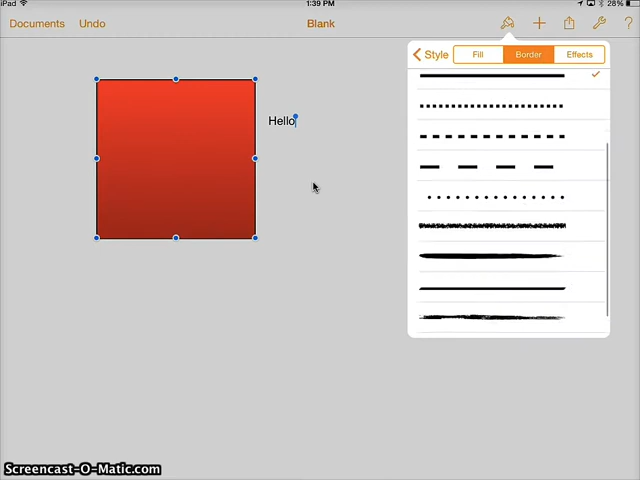 iPad 1:39 PM 28%
Documents Undo Blank ?
Style Fill Border Effects
Hello
Screencast-O-Matic.com